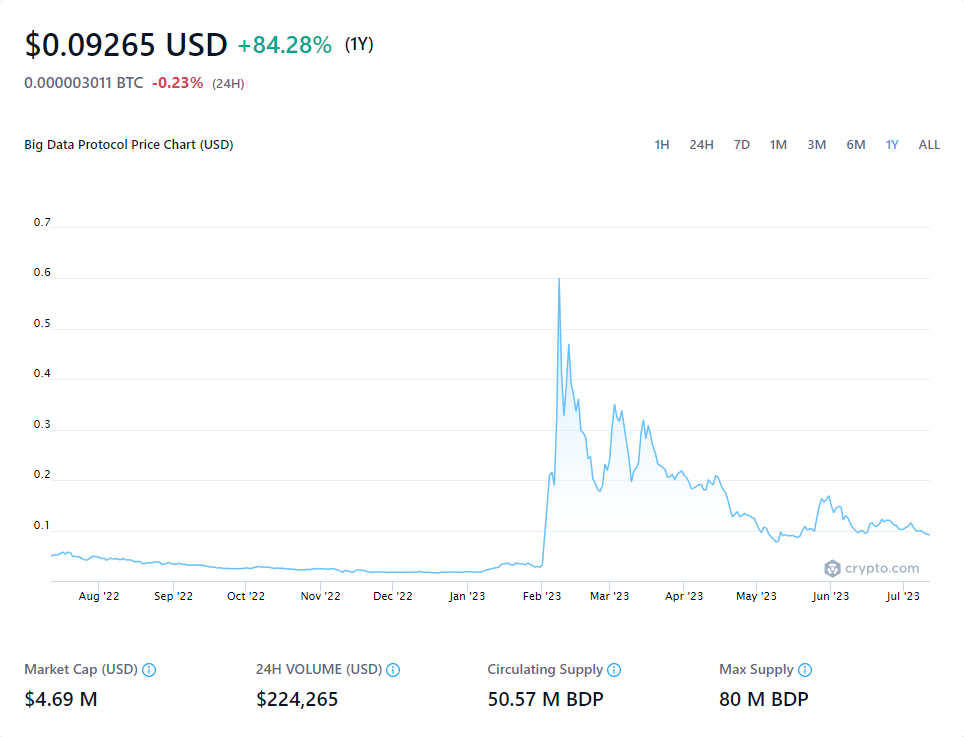 $0.09265 USD +84.28% (1Y)
0.000003011 BTC -0.23% (24H)
Big Data Protocol Price Chart (USD)
1H 24H 7D 1M 3M 6M 1Y ALL
0.7
0.6
0.5
0.4
0.3
0.2
0.1
crypto.com
Aug '22 Sep '22 Oct '22 Nov '22 Dec '22 Jan '23 Feb '23 Mar '23 Apr '23 May '23 Jun '23 Jul '23
Market Cap (USD) 24H VOLUME (USD) Circulating Supply Max Supply
$4.69 M $224,265 50.57 M BDP 80 M BDP